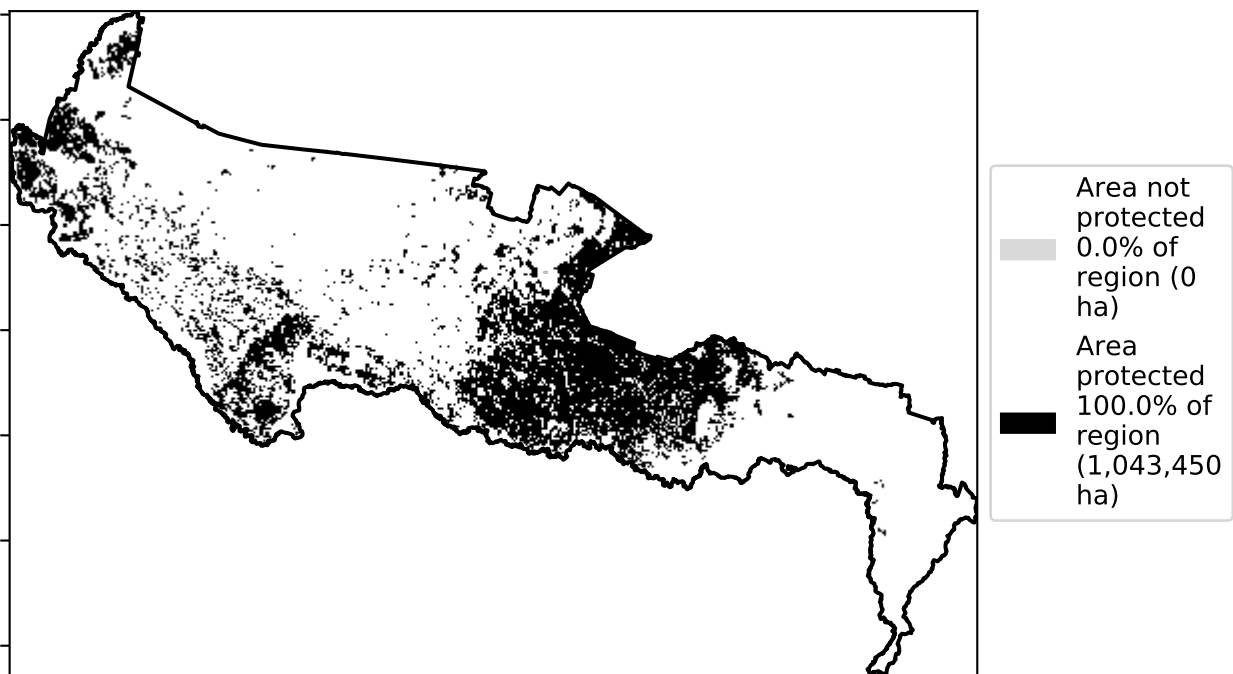 Area not
protected
0.0% of
region (0
ha)
Area
protected
100.0% of
region
(1,043,450
ha)